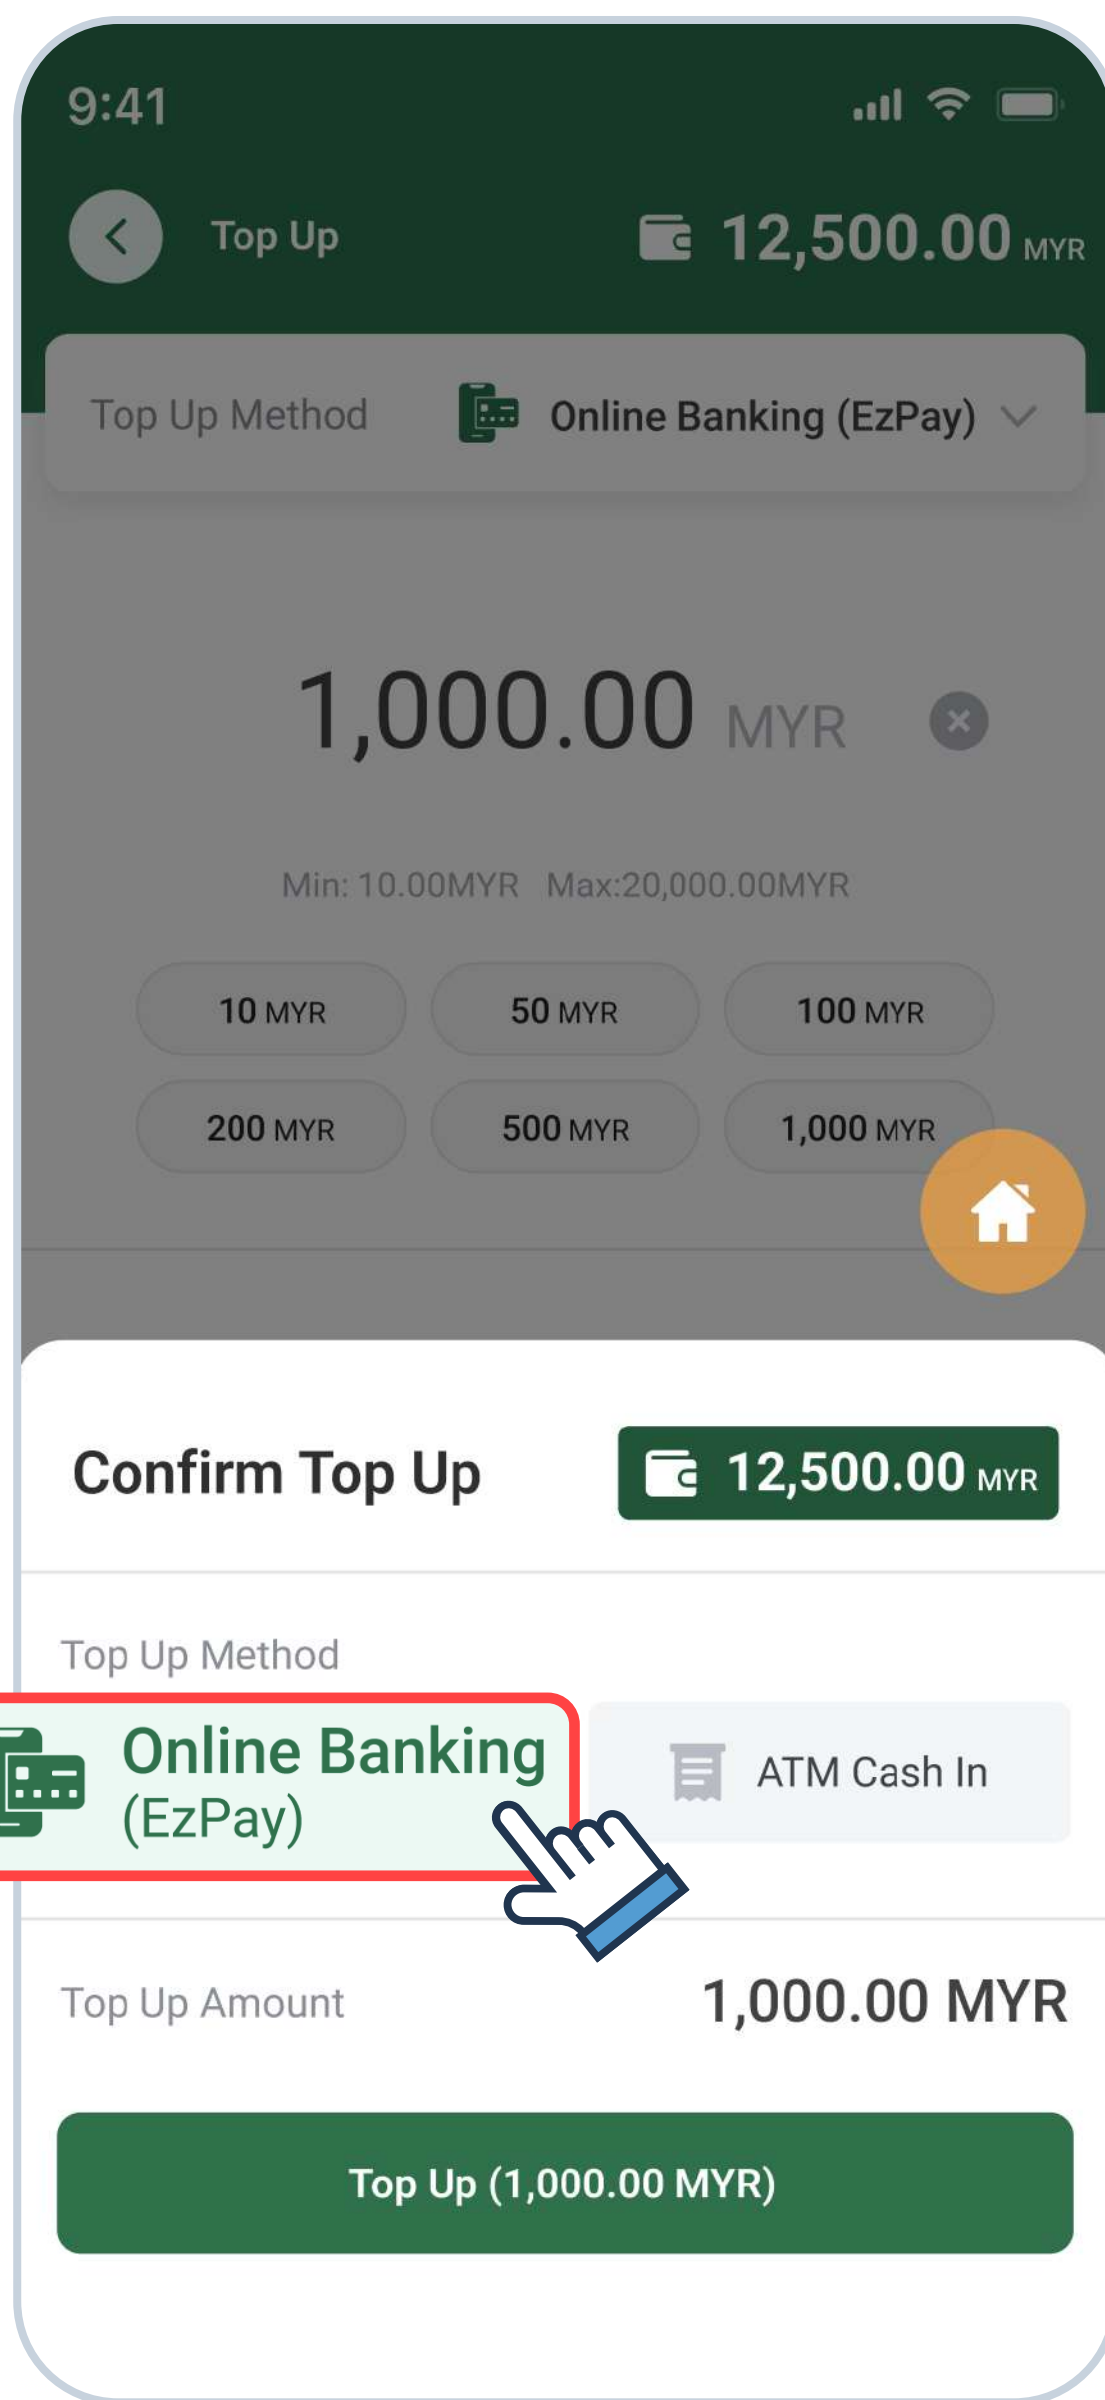 9:41
Top Up 12,500.00 MYR
Top Up Method Online Banking (EzPay)
1,000.00 MYR
Min: 10.00MYR Max:20,000.00MYR
10 MYR 50 MYR 100 MYR
200 MYR 500 MYR 1,000 MYR
Confirm Top Up 12,500.00 MYR
Top Up Method
Online Banking
(EzPay)
ATM Cash In
Top Up Amount 1,000.00 MYR
Top Up (1,000.00 MYR)